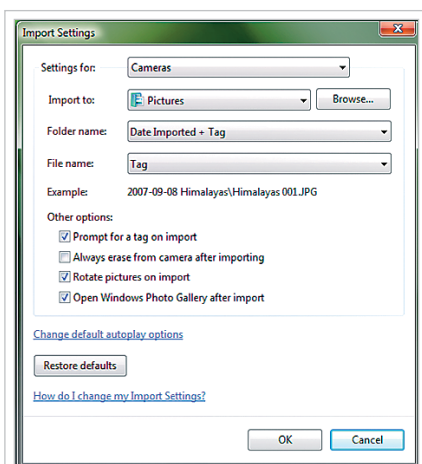 Import Settings
Settings for: Cameras
Import to: Pictures Browse...
Folder name: Date Imported + Tag
File name: Tag
Example: 2007-09-08 Himalayas\Himalayas 001.JPG
Other options:
Prompt for a tag on import
Always erase from camera after importing
Rotate pictures on import
Open Windows Photo Gallery after import
Change default autoplay options
Restore defaults
How do I change my Import Settings?
OK Cancel